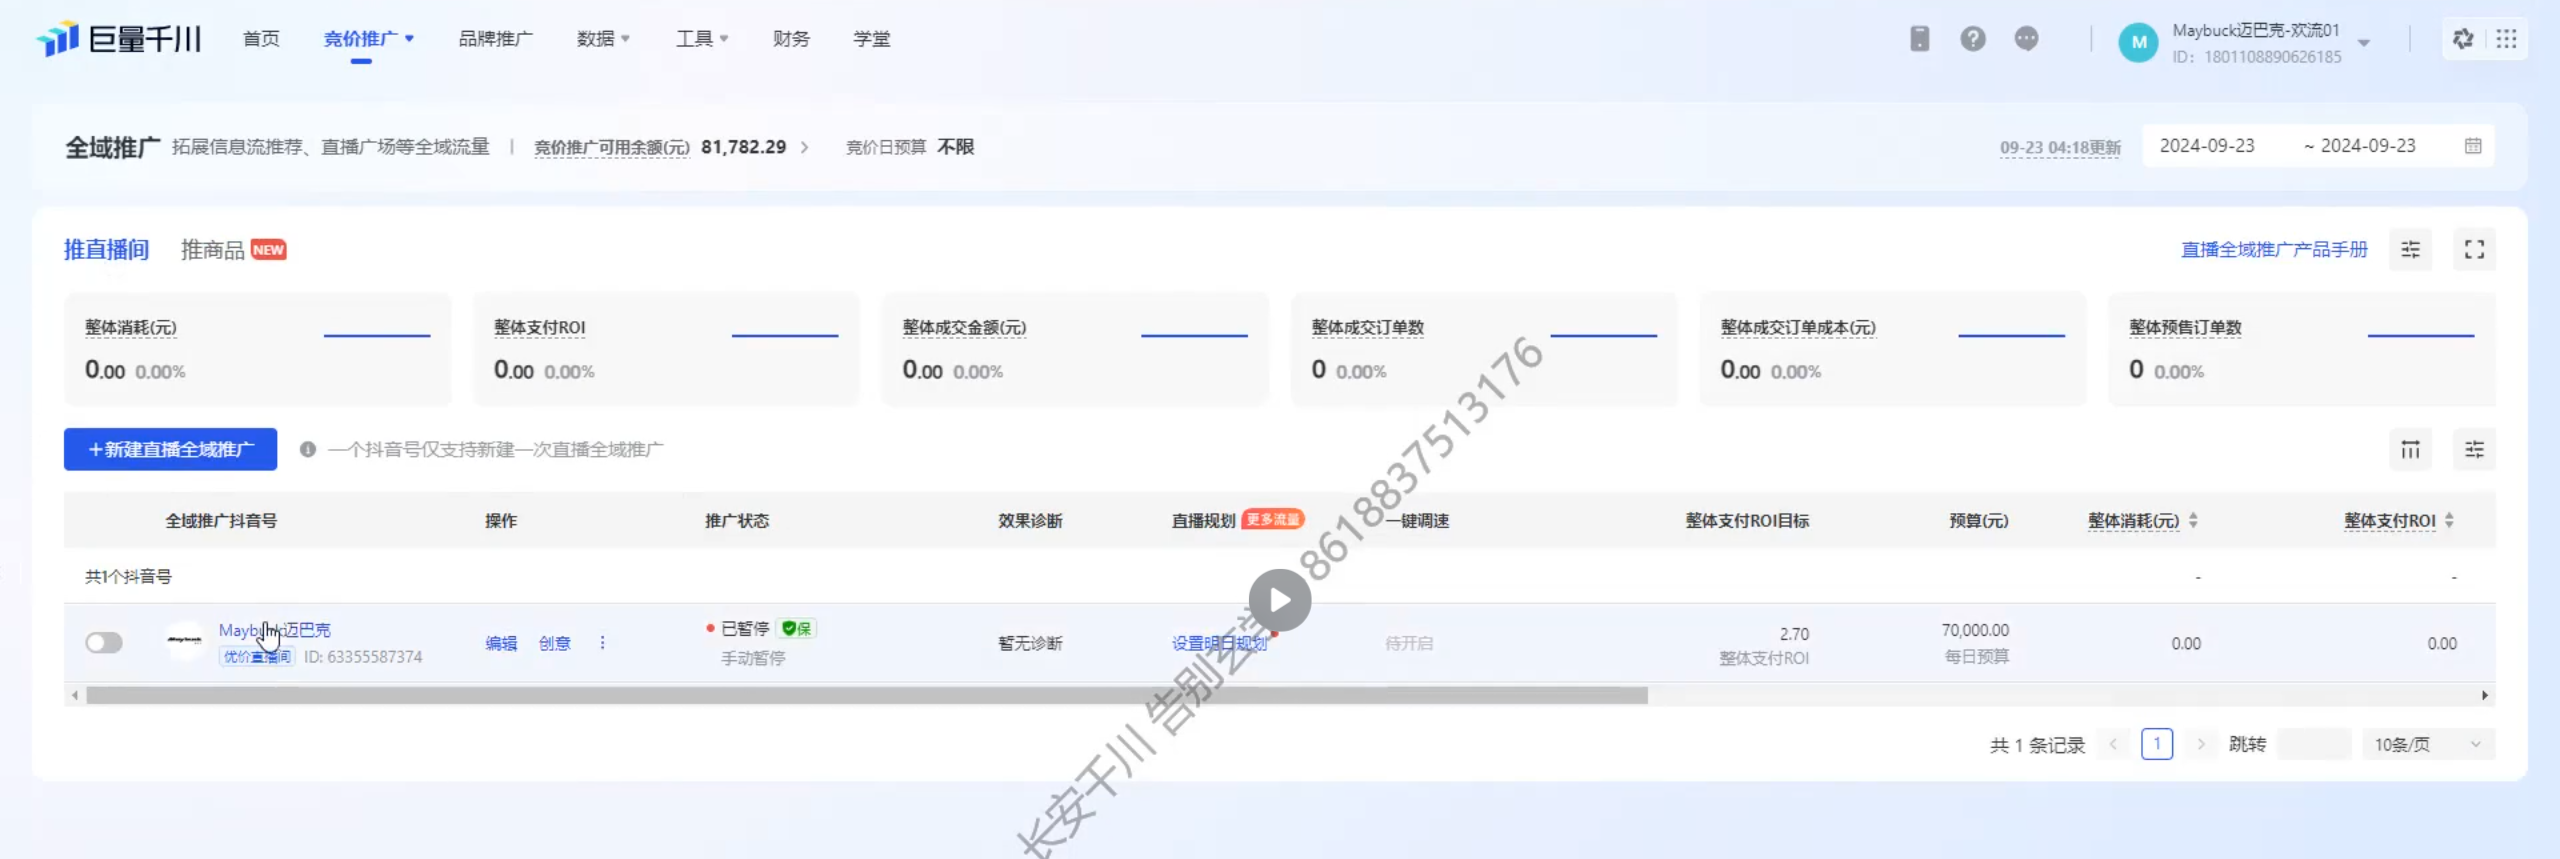 巨量千川 首页 竞价推广 品牌推广 数据 工具 财务 学堂
M Maybuck迈巴克-欢流01
ID: 1801108890626185
全域推广 拓展信息流推荐、直播广场等全域流量 | 竞价推广可用余额(元) 81,782.29 竞价日预算 不限 09-23 04:18更新 2024-09-23 ~ 2024-09-23
推直播间 推商品 NEW 直播全域推广产品手册
整体消耗(元) 整体支付ROI 整体成交金额(元) 整体成交订单数 整体成交订单成本(元) 整体预售订单数
0.00 0.00% 0.00 0.00% 0.00 0.00% 0 0.00% 0.00 0.00% 0 0.00%
+新建直播全域推广 一个抖音号仅支持新建一次直播全域推广
全域推广抖音号 操作 推广状态 效果诊断 直播规划 更多流量 一键调速 整体支付ROI目标 预算(元) 整体消耗(元) 整体支付ROI
共1个抖音号 - -
Maybuck迈巴克 编辑 创意 已暂停 保 暂无诊断 设置明日规划 待开启 2.70 70,000.00 0.00 0.00
优价直播间 ID: 63355587374 手动暂停 整体支付ROI 每日预算
共 1 条记录 < 1 > 跳转 10条/页
长安千川 告别玄学 8618837513176